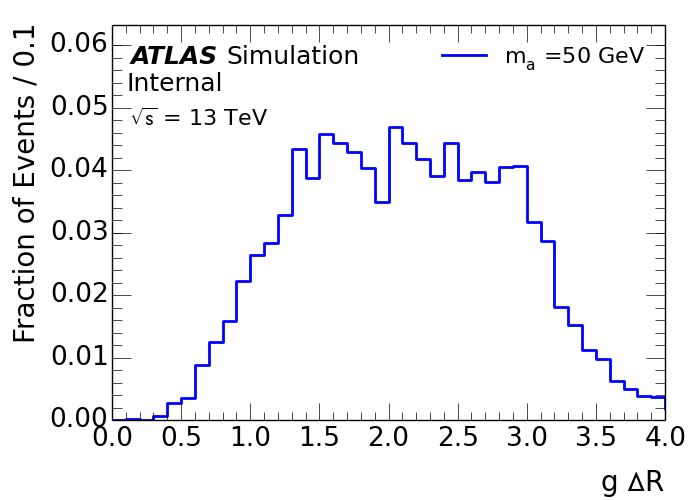 0.06
0.05
0.04
0.03
0.02
0.01
0.00
Fraction of Events / 0.1
ATLAS Simulation
Internal
√s = 13 TeV
mₐ =50 GeV
0.0 0.5 1.0 1.5 2.0 2.5 3.0 3.5 4.0
g ΔR